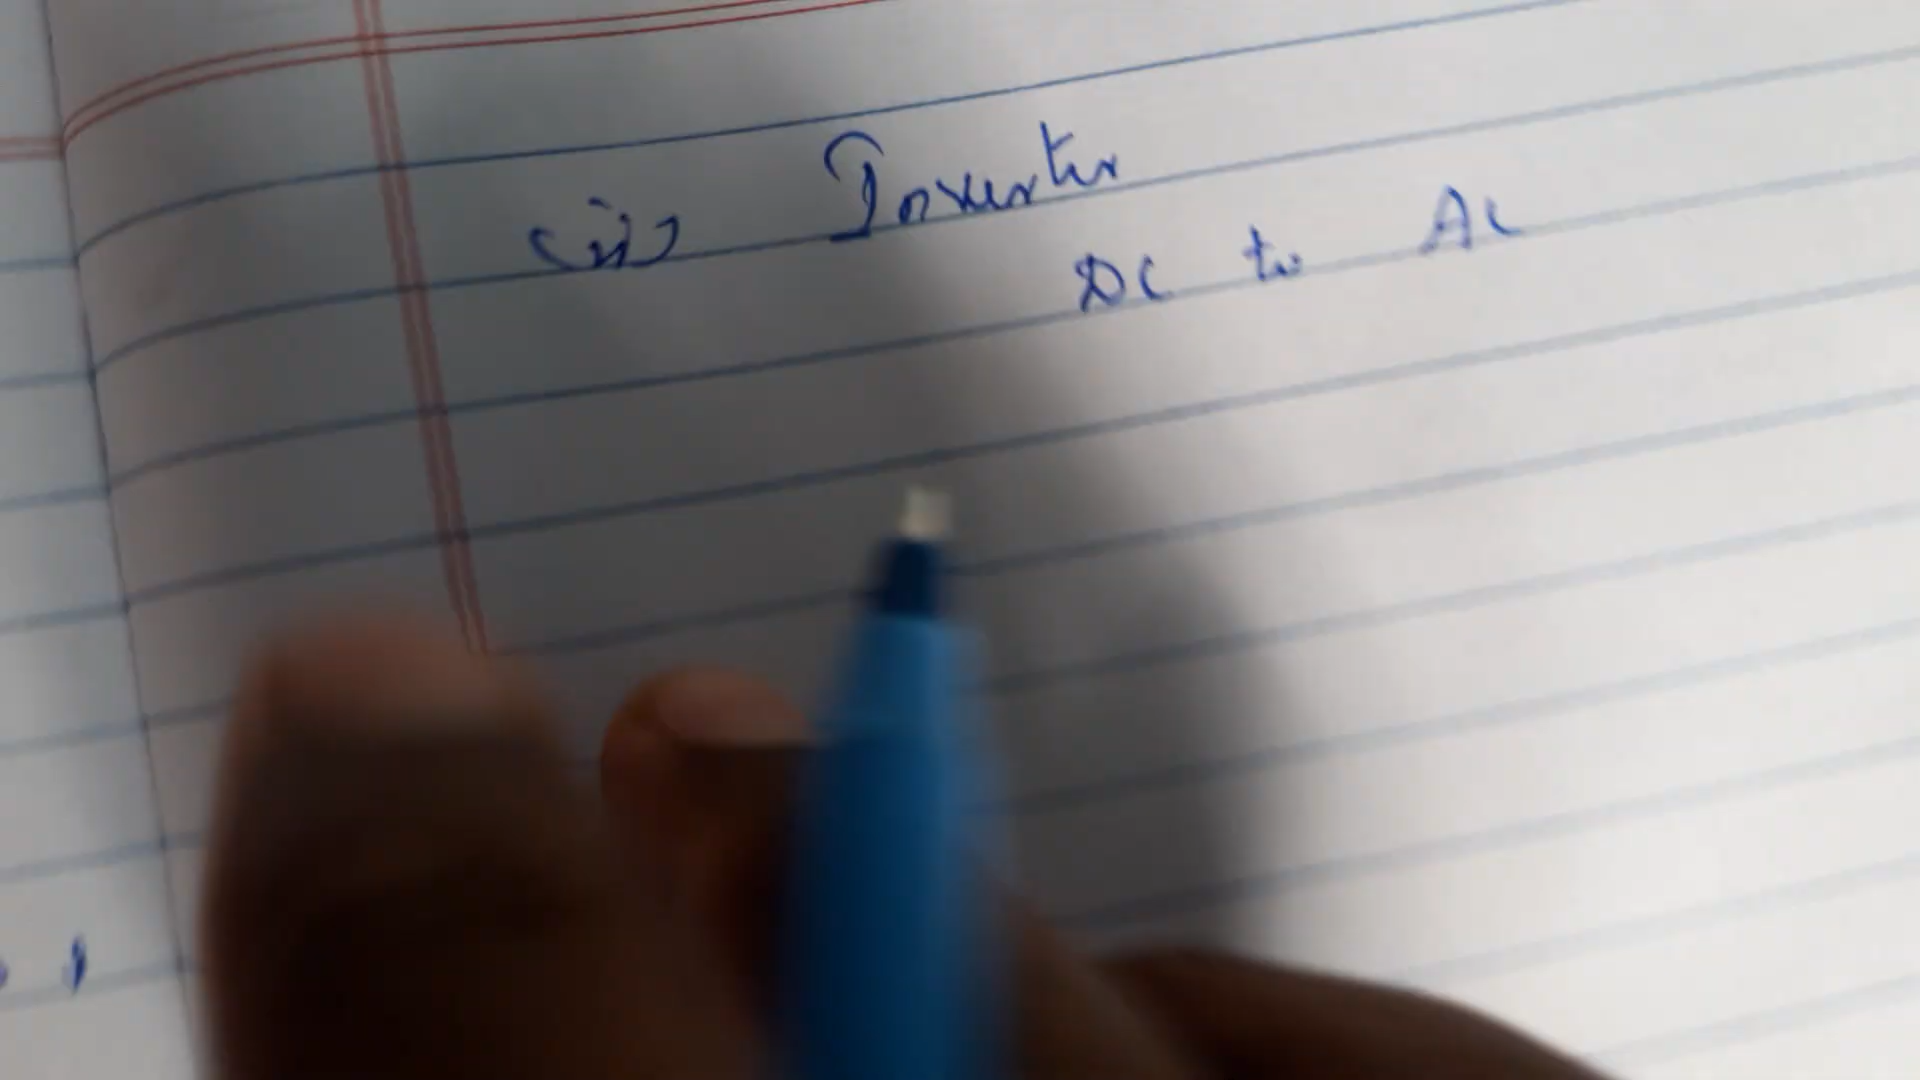 (ii) Inverter
DC to AC